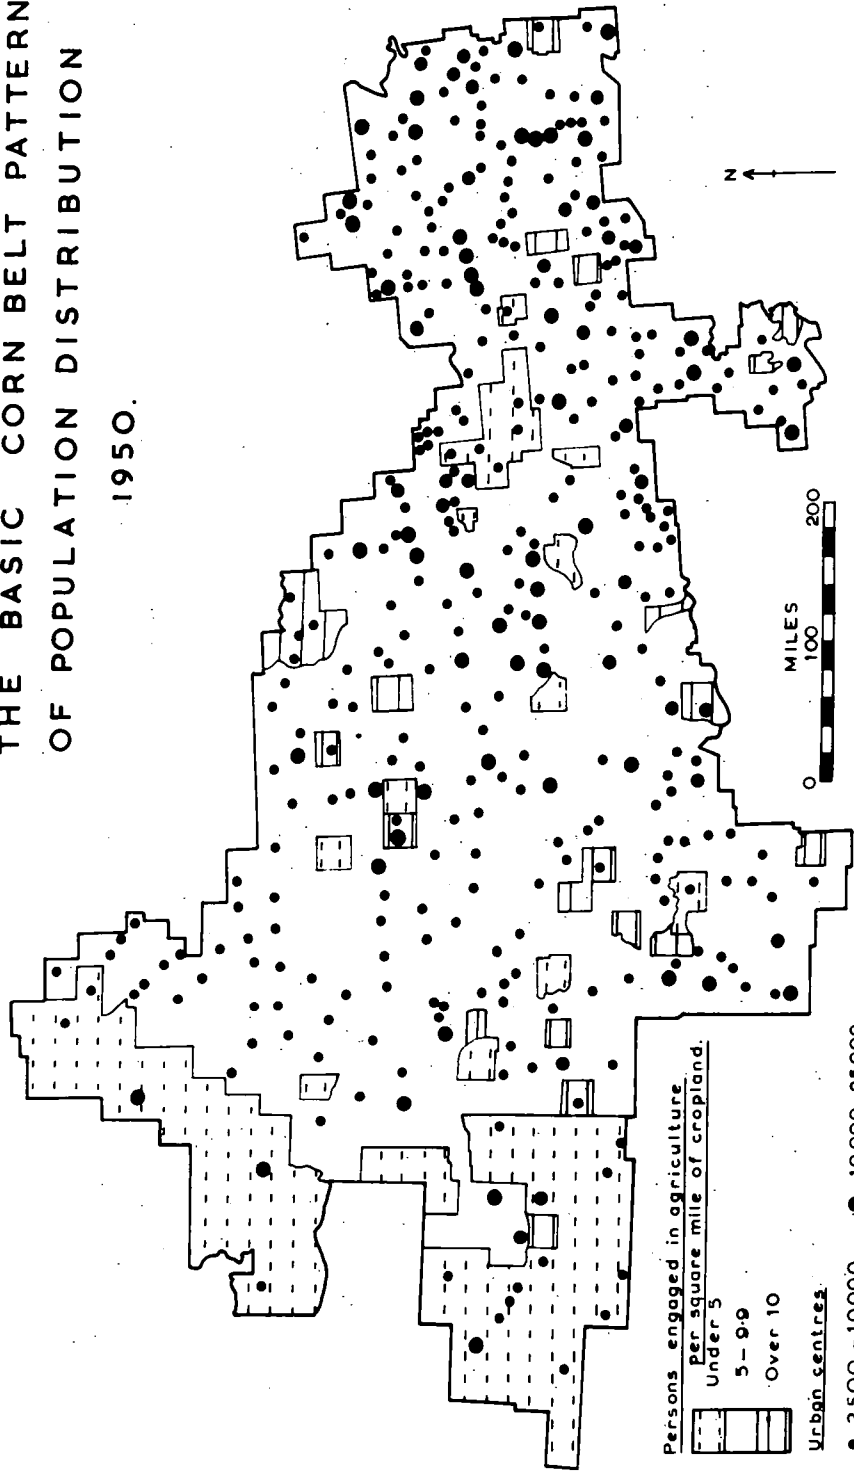 THE BASIC CORN BELT PATTERN
OF POPULATION DISTRIBUTION
1950.
N
MILES
0 100 200
Persons engaged in agriculture
per square mile of cropland.
Under 5
5-9·9
Over 10
Urban centres
2500-10000 10000-25000